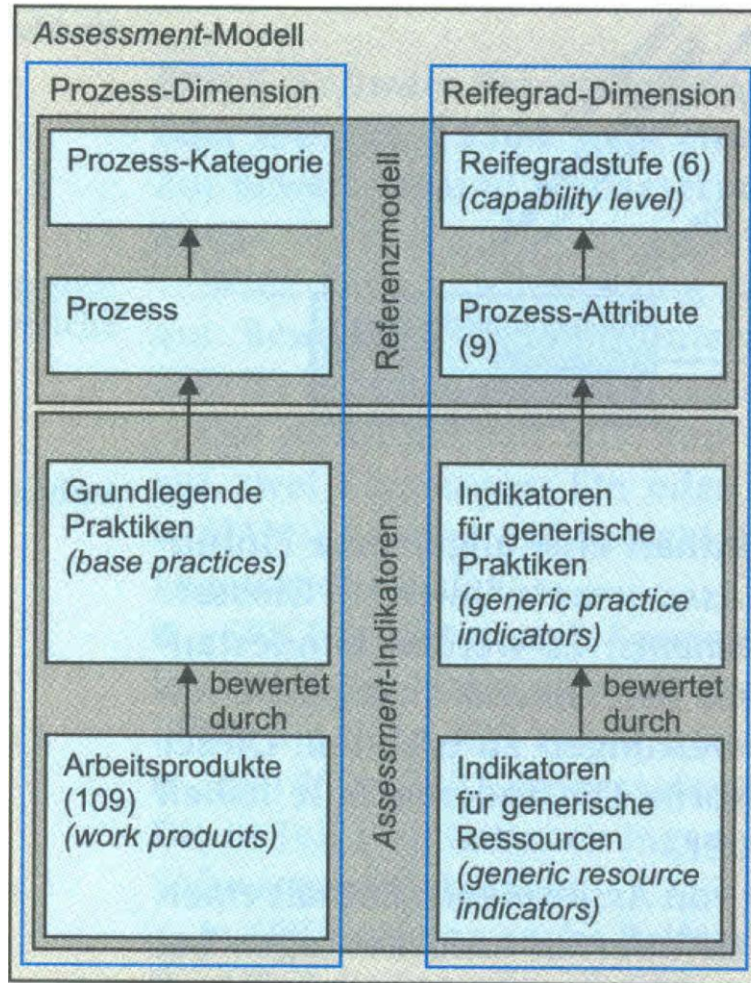 Assessment-Modell
Prozess-Dimension
Prozess-Kategorie
Prozess
Grundlegende
Praktiken
(base practices)
bewertet
durch
Arbeitsprodukte
(109)
(work products)
Referenzmodell
Assessment-Indikatoren
Reifegrad-Dimension
Reifegradstufe (6)
(capability level)
Prozess-Attribute
(9)
Indikatoren
für generische
Praktiken
(generic practice
indicators)
bewertet
durch
Indikatoren
für generische
Ressourcen
(generic resource
indicators)